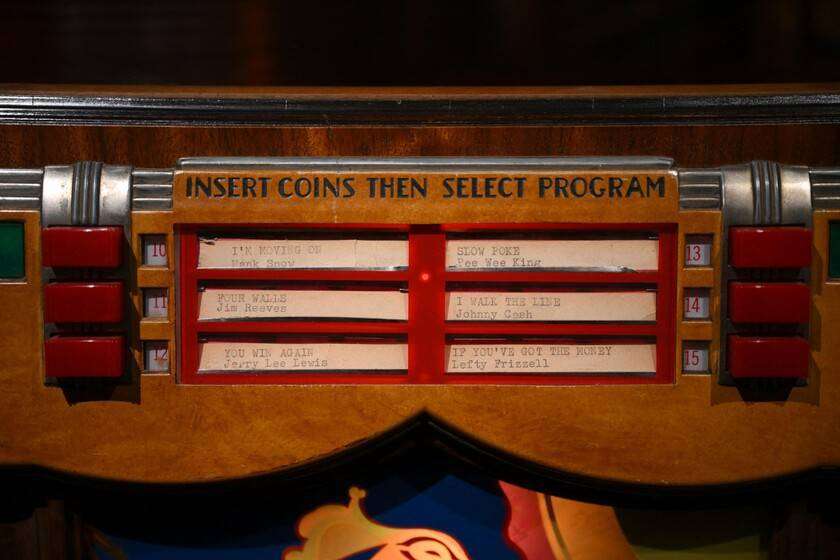 INSERT COINS THEN SELECT PROGRAM
10
I'M MOVING ON
Hank Snow
11
FOUR WALLS
Jim Reeves
12
YOU WIN AGAIN
Jerry Lee Lewis
SLOW POKE
Pee Wee King
13
I WALK THE LINE
Johnny Cash
14
IF YOU'VE GOT THE MONEY
Lefty Frizzell
15